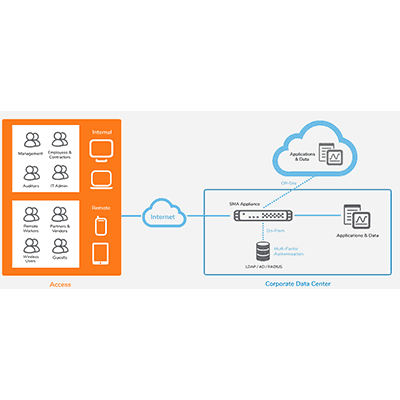 Internal
Management
Employees &
Contractors
Auditors
IT Admin
Remote
Remote
Workers
Partners &
Vendors
Wireless
Users
Guests
Access
Internet
Applications
& Data
Off-Prem
SMA Appliance
On-Prem
Multi-Factor
Authentication
LDAP / AD / RADIUS
Applications & Data
Corporate Data Center